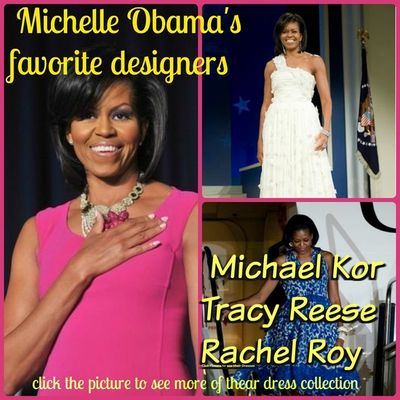 Michelle Obama's
favorite designers
Michael Kor
Tracy Reese
Rachel Roy
click the picture to see more of thear dress collection